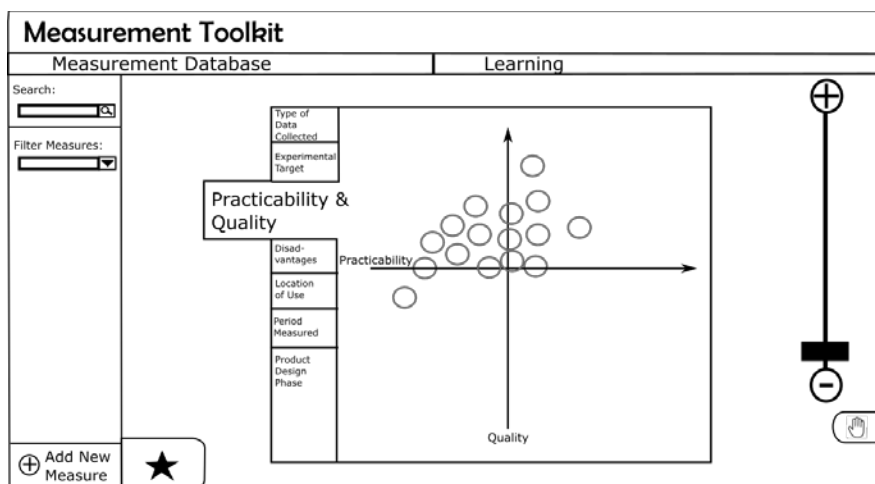 Measurement Toolkit
Measurement Database
Learning
Search:
Filter Measures:
Type of
Data
Collected
Experimental
Target
Practicability &
Quality
Disad-
vantages
Location
of Use
Period
Measured
Product
Design
Phase
Practicability
Quality
Add New
Measure